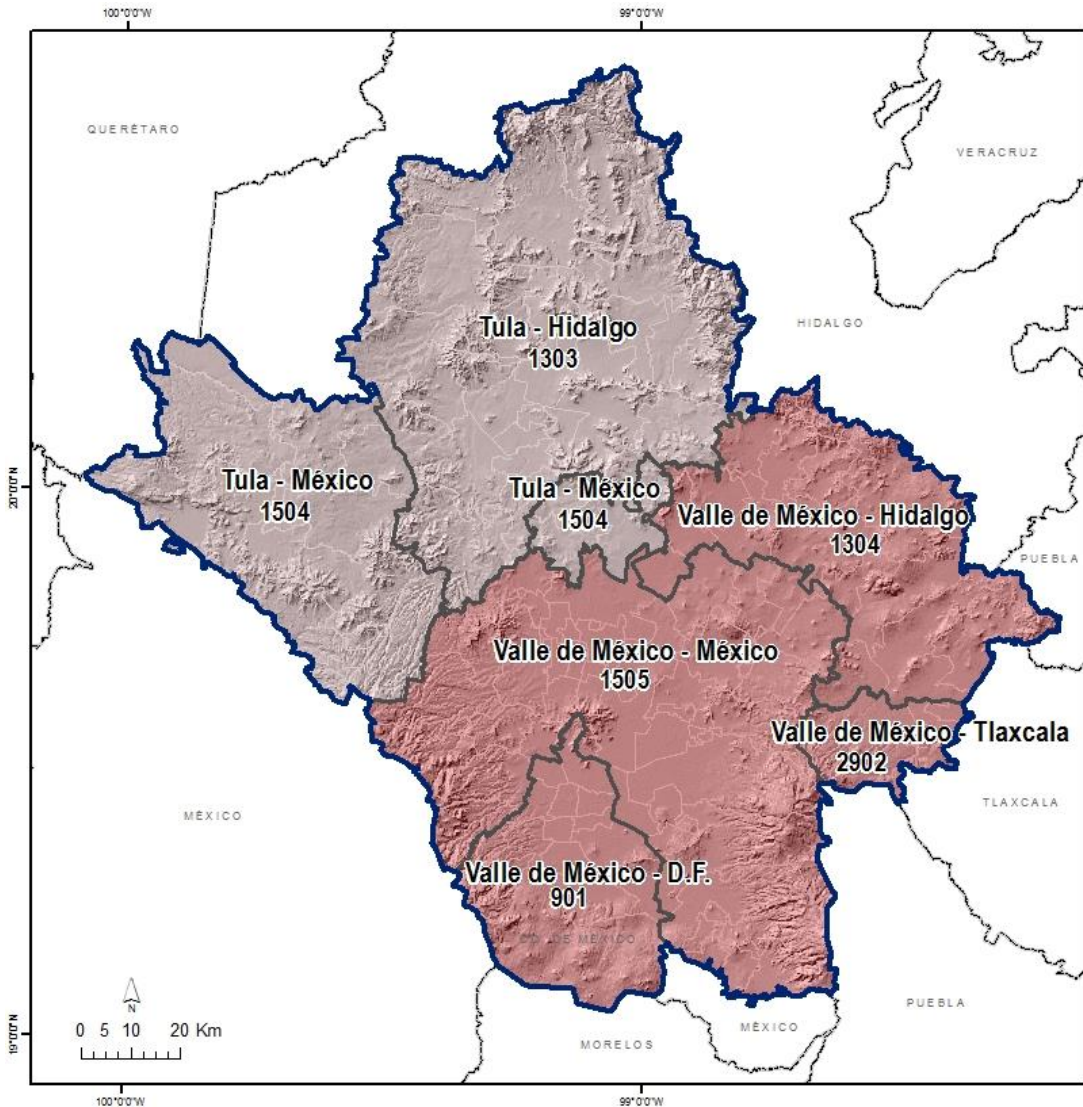 100°0'0"W
99°0'0"W
QUERÉTARO
VERACRUZ
HIDALGO
Tula - Hidalgo
1303
20°0'0"N
Tula - México
1504
Tula - México
1504
Valle de México - Hidalgo
1304
PUEBLA
Valle de México - México
1505
Valle de México - Tlaxcala
2902
MÉXICO
TLAXCALA
Valle de México - D.F.
901
CD. DE MÉXICO
PUEBLA
N
0 5 10 20 Km
MÉXICO
MORELOS
19°0'0"N
100°0'0"W
99°0'0"W